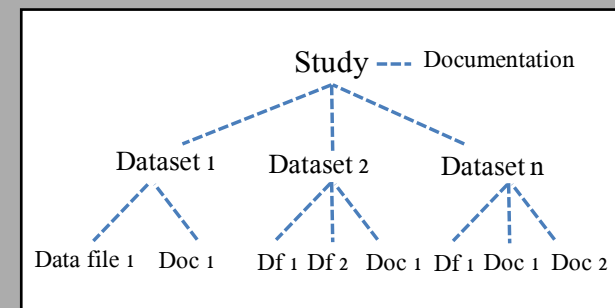 Study Documentation
Dataset 1 Dataset 2 Dataset n
Data file 1 Doc 1 Df 1 Df 2 Doc 1 Df 1 Doc 1 Doc 2